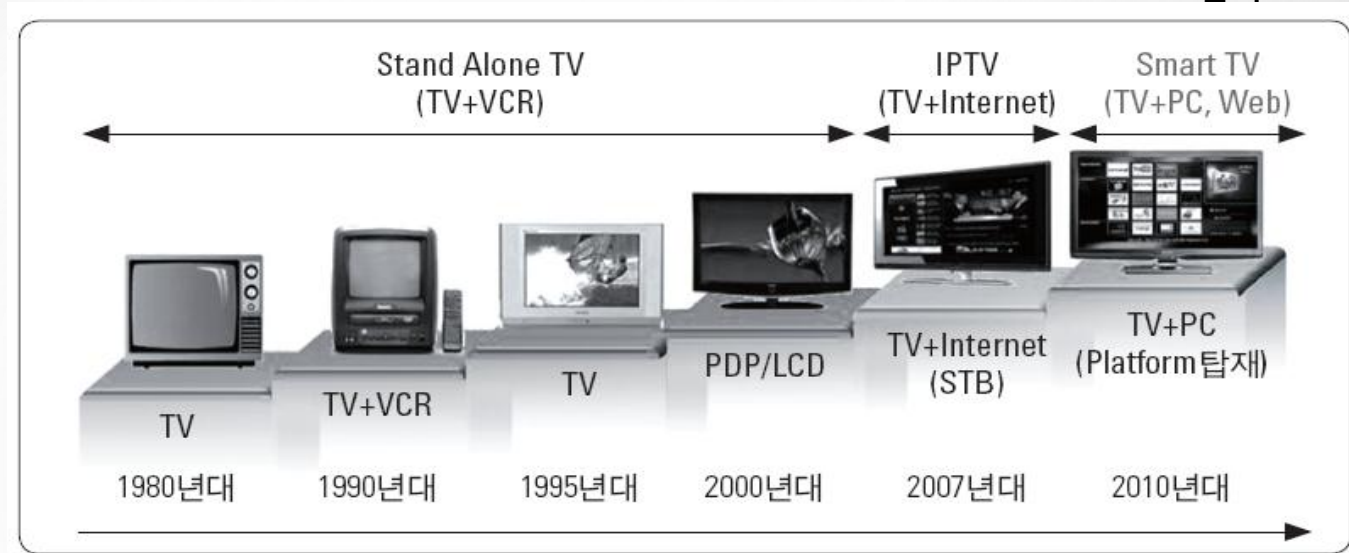 Stand Alone TV
(TV+VCR)
IPTV
(TV+Internet)
Smart TV
(TV+PC, Web)
TV
TV+VCR
TV
PDP/LCD
TV+Internet
(STB)
TV+PC
(Platform탑재)
1980년대
1990년대
1995년대
2000년대
2007년대
2010년대